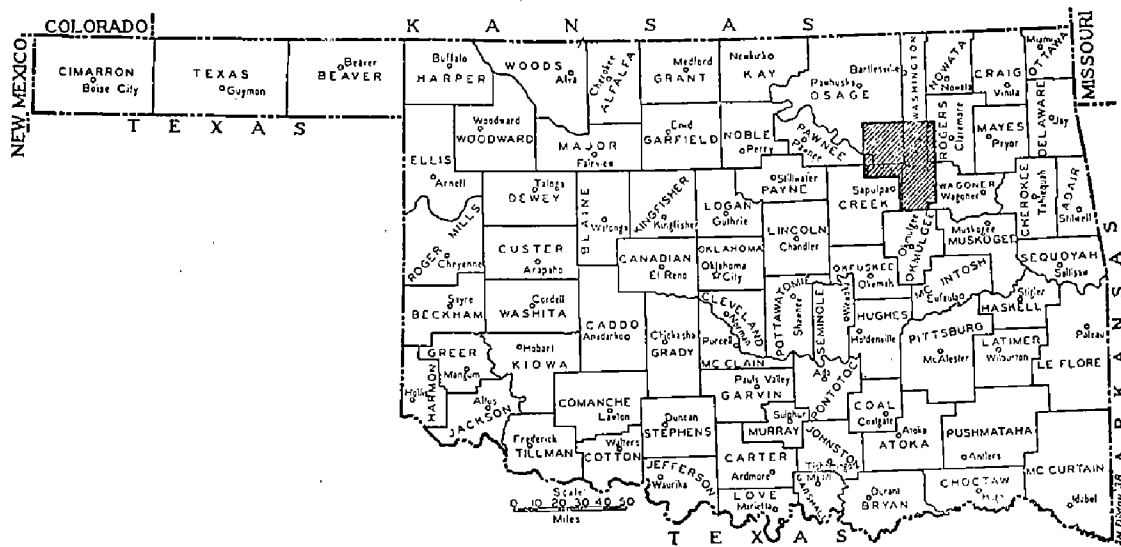 COLORADO
KANSAS
NEW MEXICO
MISSOURI
CIMARRON
Boise City
TEXAS
Guymon
Beaver
BEAVER
TEXAS
Buffalo
HARPER
WOODS
Alva
Cherokee
ALFALFA
Medford
GRANT
Newkirk
KAY
Pawhuska
OSAGE
Bartlesville
WASHINGTON
NOWATA
Nowata
CRAIG
Vinita
Miami
OTTAWA
Woodward
WOODWARD
MAJOR
Fairview
Enid
GARFIELD
NOBLE
Perry
PAWNEE
Pawnee
ROGERS
Claremore
MAYES
Pryor
DELAWARE
Jay
ELLIS
Arnett
Taloga
DEWEY
BLAINE
Watonga
KINGFISHER
Kingfisher
LOGAN
Guthrie
Stillwater
PAYNE
Sapulpa
CREEK
WAGONER
Wagoner
CHEROKEE
Tahlequah
ADAIR
Stilwell
ROGER MILLS
Cheyenne
CUSTER
Arapaho
CANADIAN
El Reno
OKLAHOMA
Oklahoma
City
LINCOLN
Chandler
Okmulgee
OKMULGEE
Muskogee
MUSKOGEE
SEQUOYAH
Sallisaw
Sayre
BECKHAM
Cordell
WASHITA
CADDO
Anadarko
Chickasha
GRADY
CLEVELAND
Norman
Purcell
MC CLAIN
POTTAWATOMIE
Shawnee
SEMINOLE
Wewoka
OKFUSKEE
Okemah
HUGHES
Holdenville
MC INTOSH
Eufaula
HASKELL
Stigler
PITTSBURG
McAlester
LATIMER
Wilburton
Poteau
LE FLORE
GREER
Mangum
HARMON
Hollis
Hobart
KIOWA
Altus
JACKSON
COMANCHE
Lawton
Frederick
TILLMAN
Walters
COTTON
Duncan
STEPHENS
Pauls Valley
GARVIN
Sulphur
MURRAY
Ada
PONTOTOC
COAL
Coalgate
Atoka
ATOKA
PUSHMATAHA
Antlers
MC CURTAIN
Idabel
JEFFERSON
Waurika
CARTER
Ardmore
LOVE
Marietta
JOHNSTON
MARSHALL
Durant
BRYAN
CHOCTAW
Hugo
ARKANSAS
Scale
0 10 20 30 40 50
Miles
TEXAS